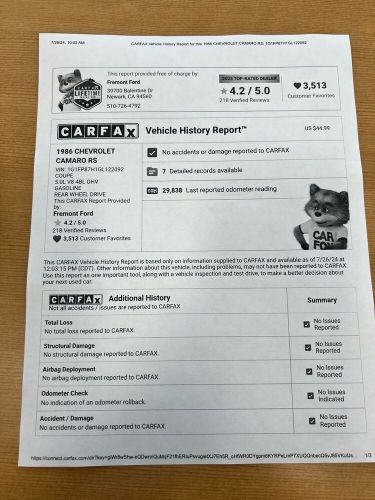 7/26/24, 10:03 AM
CARFAX Vehicle History Report for this 1986 CHEVROLET CAMARO RS: 1G1FP87H1GL122092
This report provided free of charge by:
Fremont Ford
39700 Balentine Dr
Newark, CA 94560
510-726-4792
2023 TOP-RATED DEALER
★ 4.2 / 5.0
218 Verified Reviews
♥ 3,513
Customer Favorites
CARFAX
LIFETIME
CARFAX Vehicle History Report™
US $44.99
1986 CHEVROLET
CAMARO RS
VIN: 1G1FP87H1GL122092
COUPE
5.0L V8 4BL OHV
GASOLINE
REAR WHEEL DRIVE
This CARFAX Report Provided
by:
Fremont Ford
★ 4.2 / 5.0
218 Verified Reviews
♥ 3,513 Customer Favorites
No accidents or damage reported to CARFAX
7 Detailed records available
29,838 Last reported odometer reading
CAR
FO
This CARFAX Vehicle History Report is based only on information supplied to CARFAX and available as of 7/26/24 at
12:03:15 PM (CDT). Other information about this vehicle, including problems, may not have been reported to CARFAX.
Use this report as one important tool, along with a vehicle inspection and test drive, to make a better decision about
your next used car.
CARFAX Additional History
Not all accidents / issues are reported to CARFAX
Summary
Total Loss
No total loss reported to CARFAX.
No Issues
Reported
Structural Damage
No structural damage reported to CARFAX.
No Issues
Reported
Airbag Deployment
No airbag deployment reported to CARFAX.
No Issues
Reported
Odometer Check
No indication of an odometer rollback.
No Issues
Indicated
Accident / Damage
No accidents or damage reported to CARFAX.
No Issues
Reported
1/3